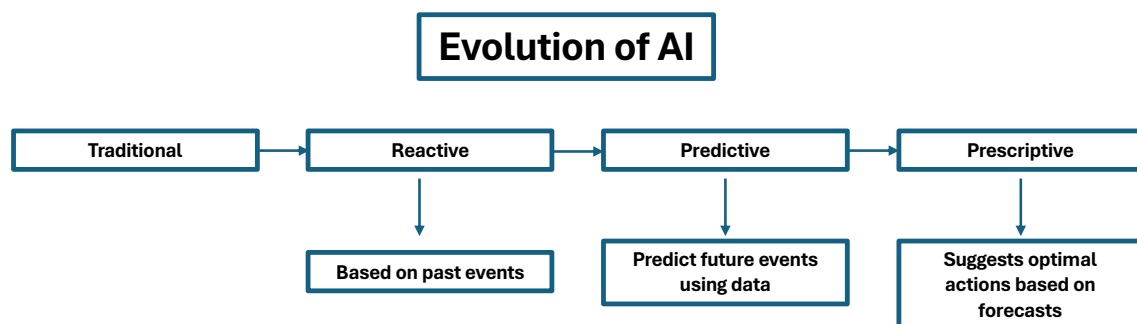 Evolution of AI
Traditional
Reactive
Predictive
Prescriptive
Based on past events
Predict future events
using data
Suggests optimal
actions based on
forecasts